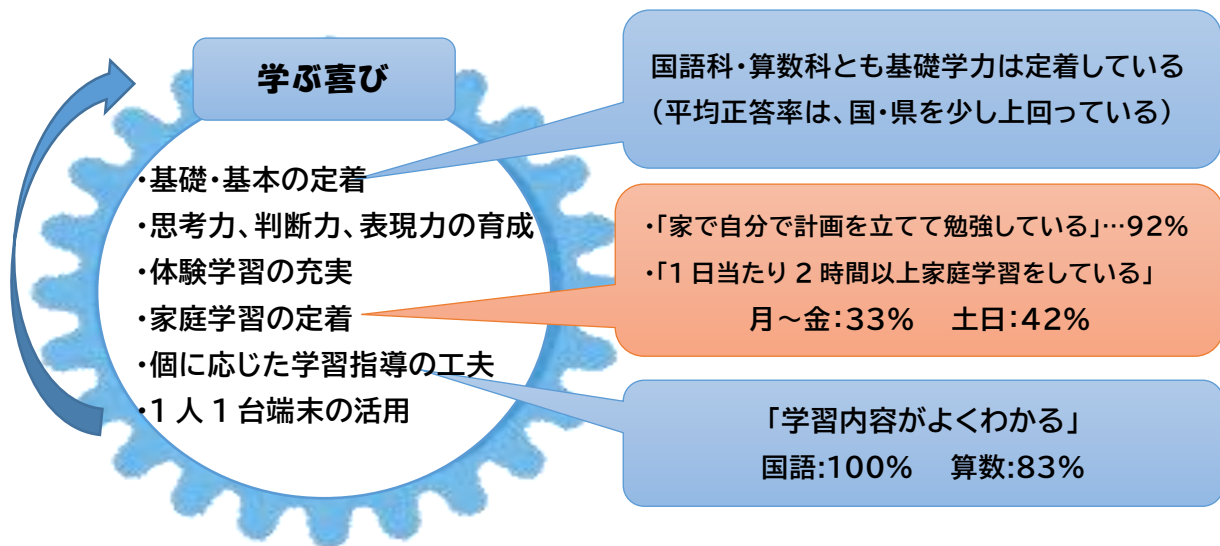 学ぶ喜び
・基礎・基本の定着
・思考力、判断力、表現力の育成
・体験学習の充実
・家庭学習の定着
・個に応じた学習指導の工夫
・1人1台端末の活用
国語科・算数科とも基礎学力は定着している
(平均正答率は、国・県を少し上回っている)
・「家で自分で計画を立てて勉強している」…92%
・「1日当たり2時間以上家庭学習をしている」
月～金:33% 土日:42%
「学習内容がよくわかる」
国語:100% 算数:83%